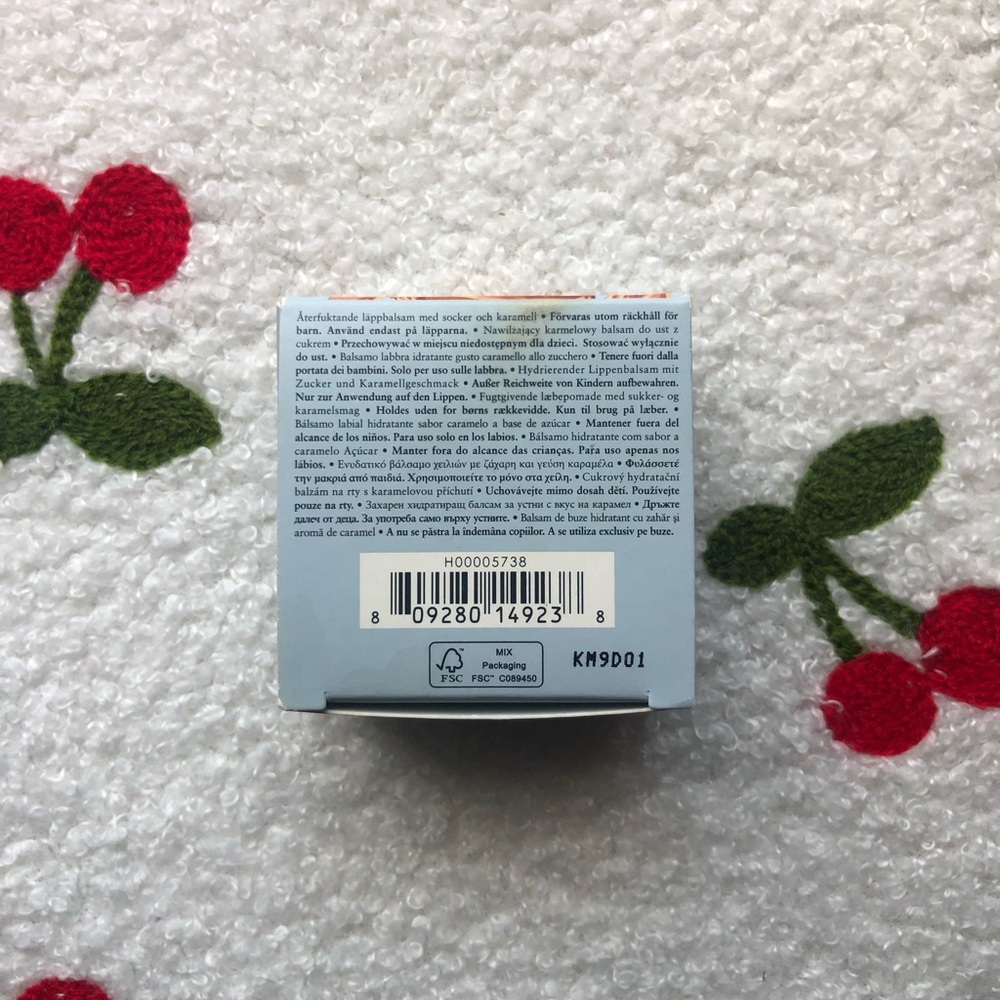 Återfuktande läppbalsam med socker och karamell • Förvaras utom räckhåll för
barn. Använd endast på läpparna. • Nawilżający karmelowy balsam do ust z
cukrem • Przechowywać w miejscu niedostępnym dla dzieci. Stosować wyłącznie
do ust. • Balsamo labbra idratante gusto caramello allo zucchero • Tenere fuori dalla
portata dei bambini. Solo per uso sulle labbra. • Hydrierender Lippenbalsam mit
Zucker und Karamellgeschmack • Außer Reichweite von Kindern aufbewahren.
Nur zur Anwendung auf den Lippen. • Fugtgivende læbepomade med sukker- og
karamelsmag • Holdes uden for børns rækkevidde. Kun til brug på læber. •
Bálsamo labial hidratante sabor caramelo a base de azúcar • Mantener fuera del
alcance de los niños. Para uso solo en los labios. • Bálsamo hidratante com sabor a
caramelo Açúcar • Manter fora do alcance das crianças. Para uso apenas nos
lábios. • Ενυδατικό βάλσαμο χειλιών με ζάχαρη και γεύση καραμέλα • Φυλάσσετέ
την μακριά από παιδιά. Χρησιμοποιείτε το μόνο στα χείλη. • Cukrový hydratační
balzám na rty s karamelovou příchutí • Uchovávejte mimo dosah dětí. Používejte
pouze na rty. • Захарен хидратиращ балсам за устни с вкус на карамел • Дръжте
далеч от деца. За употреба само върху устните. • Balsam de buze hidratant cu zahăr și
aromă de caramel • A nu se păstra la îndemâna copiilor. A se utiliza exclusiv pe buze.
H00005738
8 09280 14923 8
MIX
Packaging
FSC FSC™ C089450
KM9D01